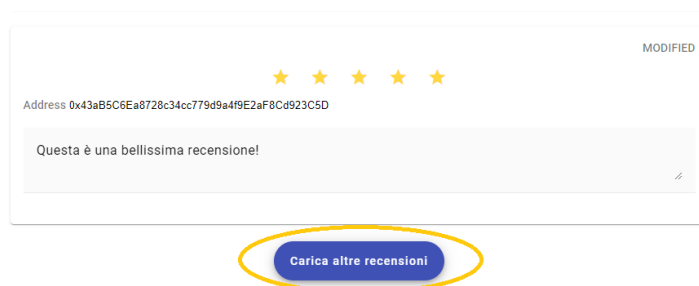 MODIFIED
Address 0x43aB5C6Ea8728c34cc779d9a4f9E2aF8Cd923C5D
Questa è una bellissima recensione!
Carica altre recensioni